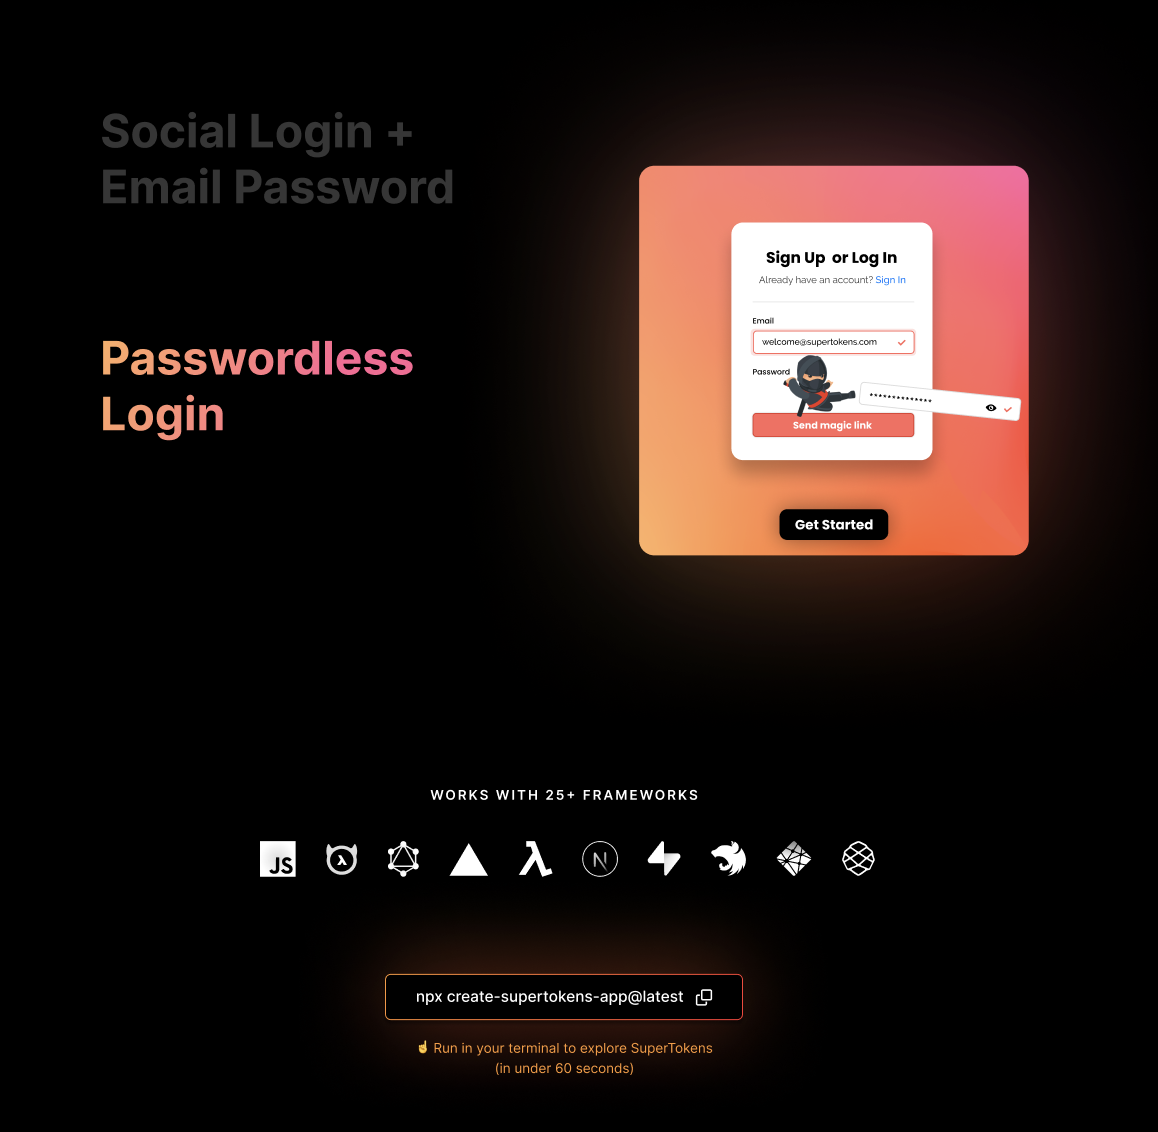 Social Login +
Email Password
Passwordless
Login
Sign Up or Log In
Already have an account? Sign In
Email
welcome@supertokens.com
Password
**************
Send magic link
Get Started
WORKS WITH 25+ FRAMEWORKS
JS
N
npx create-supertokens-app@latest
☝ Run in your terminal to explore SuperTokens
(in under 60 seconds)